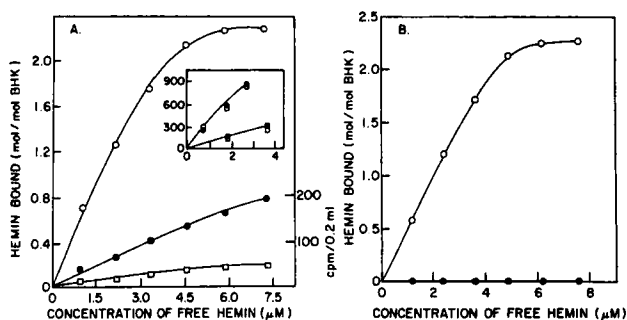 A.
HEMIN BOUND (mol/mol BHK)
2.2
1.6
0.8
0.4
0
1.5 3.0 4.5 6.0 7.5
CONCENTRATION OF FREE HEMIN (μM)
900
600
300
0 2 4
200
100
cpm/0.2 ml
B.
HEMIN BOUND (mol/mol BHK)
2.5
2.0
1.5
1.0
0.5
0
0 2 4 6 8
CONCENTRATION OF FREE HEMIN (μM)